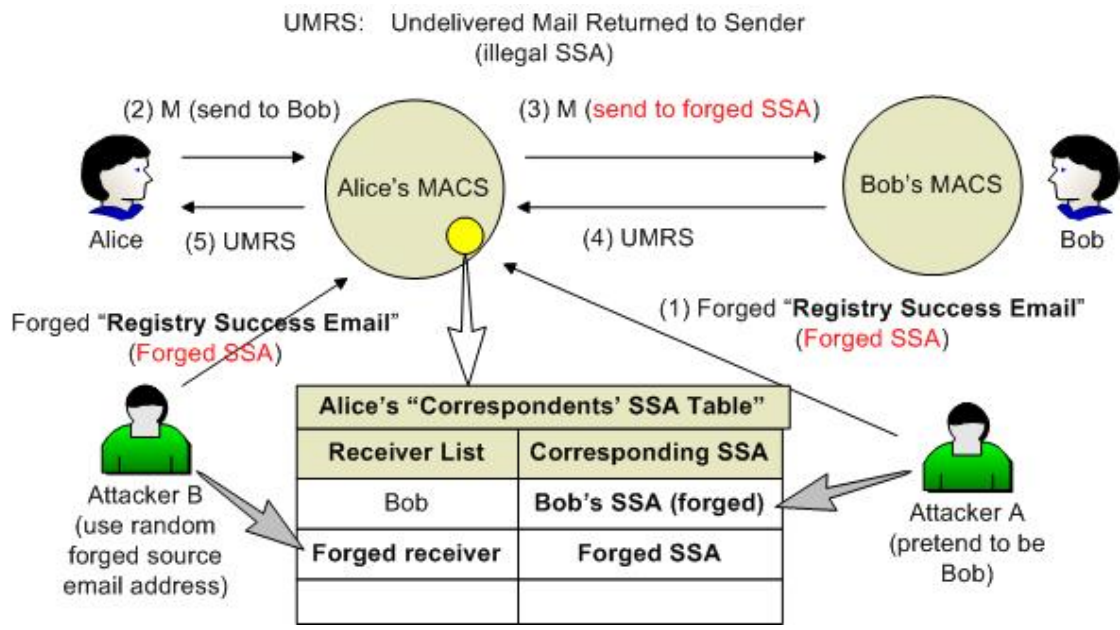 UMRS: Undelivered Mail Returned to Sender
(illegal SSA)
(2) M (send to Bob)
(3) M (send to forged SSA)
Alice's MACS
Bob's MACS
Alice
(5) UMRS
(4) UMRS
Bob
Forged “Registry Success Email”
(Forged SSA)
(1) Forged “Registry Success Email”
(Forged SSA)
Alice's “Correspondents’ SSA Table”
Receiver List
Corresponding SSA
Bob
Bob's SSA (forged)
Forged receiver
Forged SSA
Attacker B
(use random
forged source
email address)
Attacker A
(pretend to be
Bob)